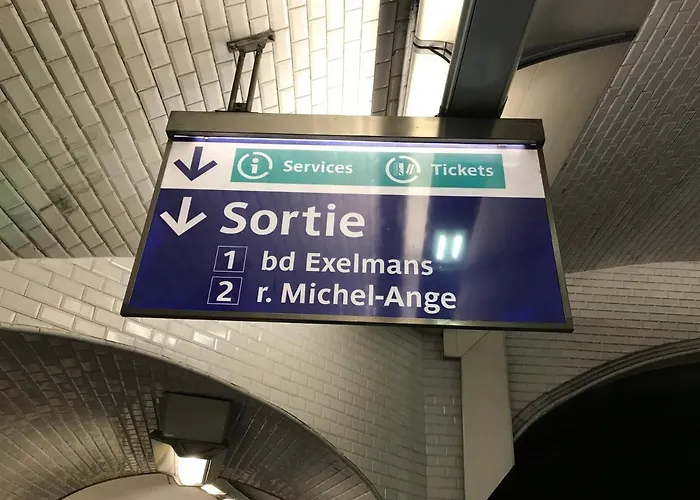 Services Tickets
Sortie
1 bd Exelmans
2 r. Michel-Ange